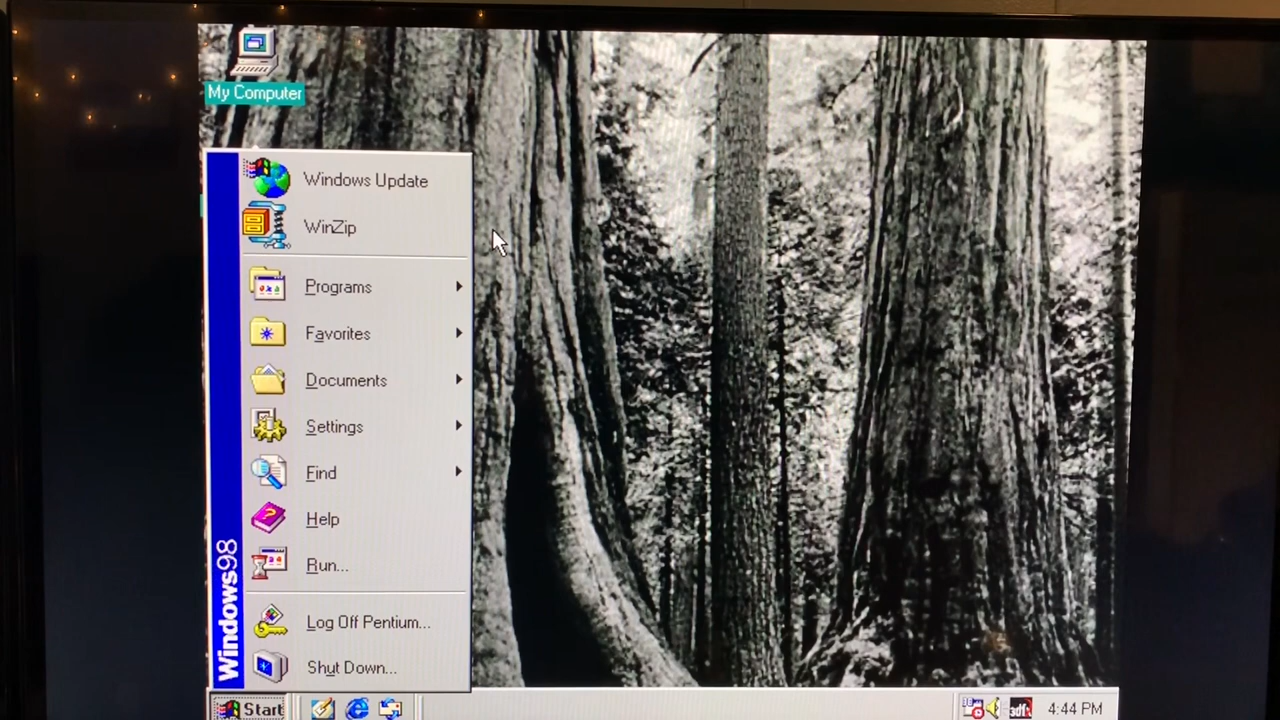 My Computer
Windows Update
WinZip
Programs
Favorites
Documents
Settings
Find
Help
Run...
Log Off Pentium...
Shut Down...
Windows98
Start
3dfx
4:44 PM